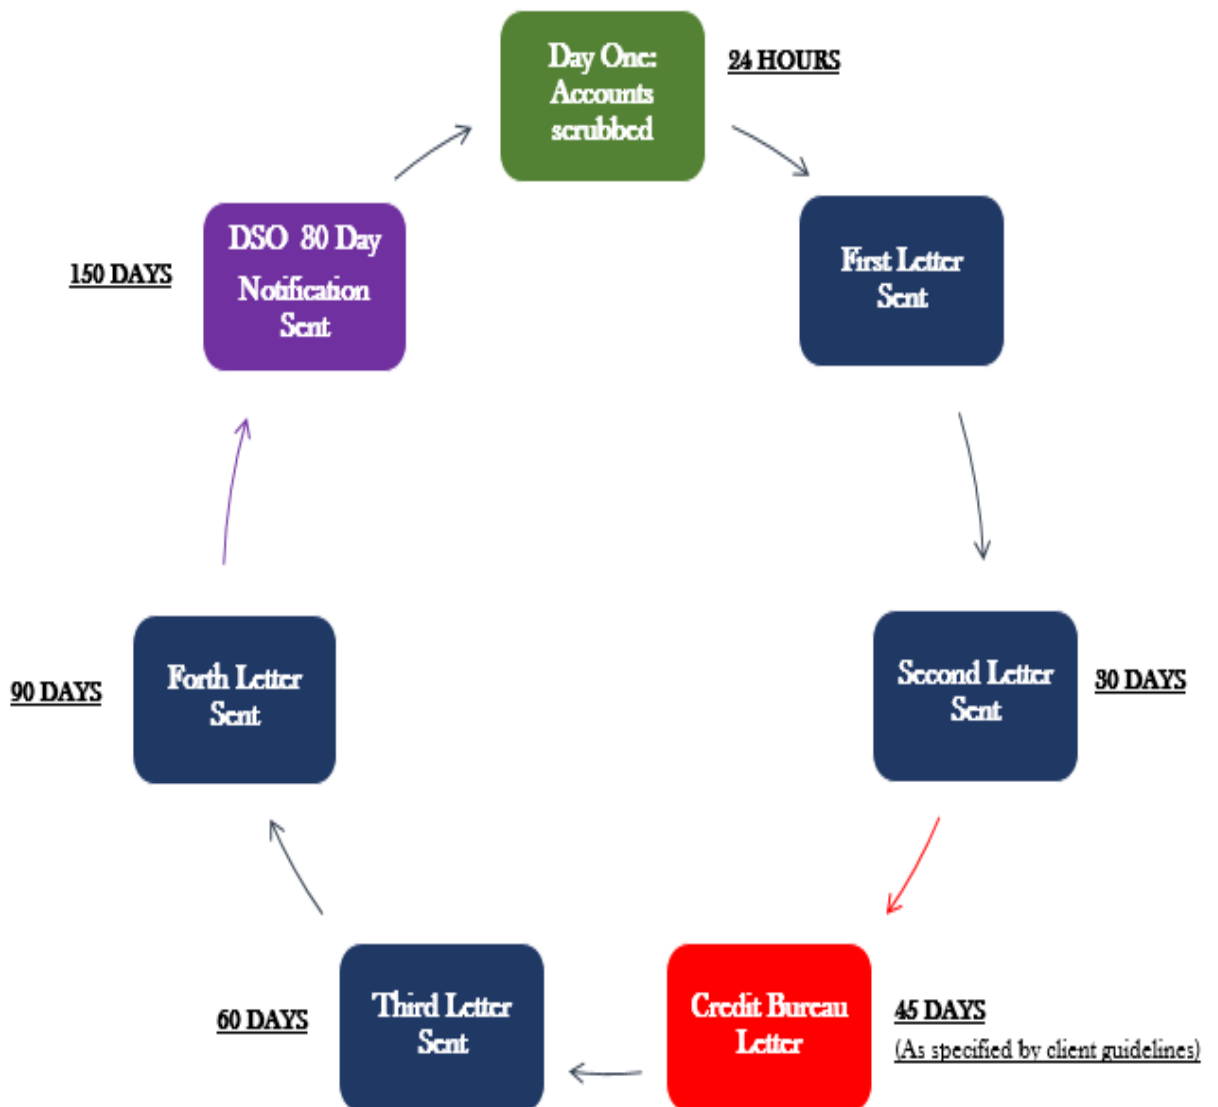 Day One:
Accounts
scrubbed
24 HOURS
First Letter
Sent
Second Letter
Sent
30 DAYS
Credit Bureau
Letter
45 DAYS
(As specified by client guidelines)
Third Letter
Sent
60 DAYS
Forth Letter
Sent
90 DAYS
DSO 80 Day
Notification
Sent
150 DAYS